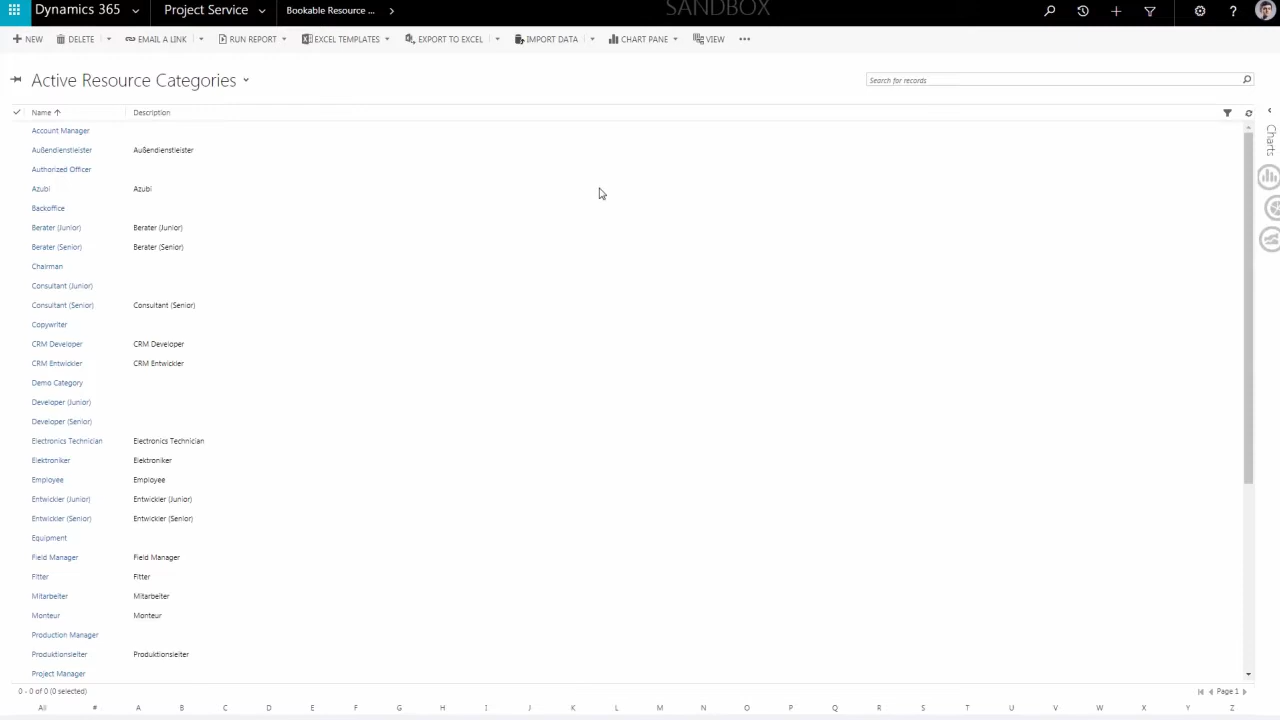 Dynamics 365 Project Service Bookable Resource ... SANDBOX
NEW DELETE EMAIL A LINK RUN REPORT EXCEL TEMPLATES EXPORT TO EXCEL IMPORT DATA CHART PANE VIEW
Active Resource Categories Search for records
Name Description
Charts
Account Manager
Außendienstleister Außendienstleister
Authorized Officer
Azubi Azubi
Backoffice
Berater (Junior) Berater (Junior)
Berater (Senior) Berater (Senior)
Chairman
Consultant (Junior)
Consultant (Senior) Consultant (Senior)
Copywriter
CRM Developer CRM Developer
CRM Entwickler CRM Entwickler
Demo Category
Developer (Junior)
Developer (Senior)
Electronics Technician Electronics Technician
Elektroniker Elektroniker
Employee Employee
Entwickler (Junior) Entwickler (Junior)
Entwickler (Senior) Entwickler (Senior)
Equipment
Field Manager Field Manager
Fitter Fitter
Mitarbeiter Mitarbeiter
Monteur Monteur
Production Manager
Produktionsleiter Produktionsleiter
Project Manager
0 - 0 of 0 (0 selected) Page 1
All # A B C D E F G H I J K L M N O P Q R S T U V W X Y Z